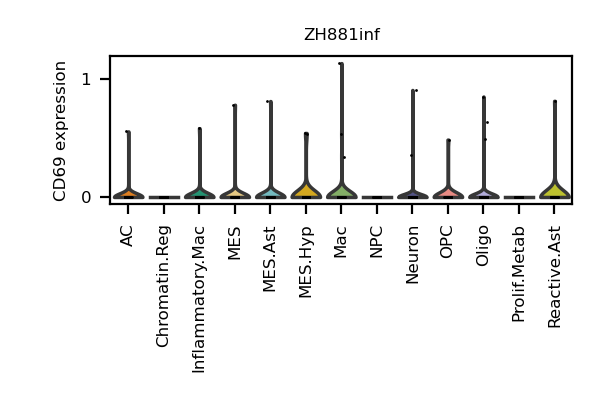 ZH881inf
CD69 expression
1
0
AC
Chromatin.Reg
Inflammatory.Mac
MES
MES.Ast
MES.Hyp
Mac
NPC
Neuron
OPC
Oligo
Prolif.Metab
Reactive.Ast